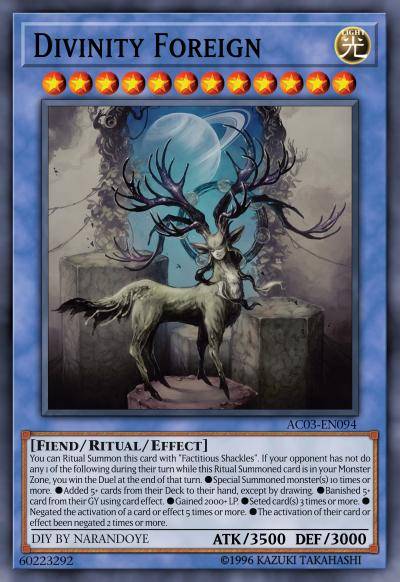 DIVINITY FOREIGN
LIGHT
光
AC03-EN094
[FIEND/RITUAL/EFFECT]
You can Ritual Summon this card with "Factitious Shackles". If your opponent has not do
any 1 of the following during their turn while this Ritual Summoned card is in your Monster
Zone, you win the Duel at the end of that turn. ●Special Summoned monster(s) 10 times or
more. ●Added 5+ cards from their Deck to their hand, except by drawing. ●Banished 5+
card from their GY using card effect. ●Gained 2000+ LP. ●Seted card(s) 3 times or more. ●
Negated the activation of a card or effect 5 times or more. ●The activation of their card or
effect been negated 2 times or more.
DIY BY NARANDOYE
ATK/3500 DEF/3000
60223292
©1996 KAZUKI TAKAHASHI